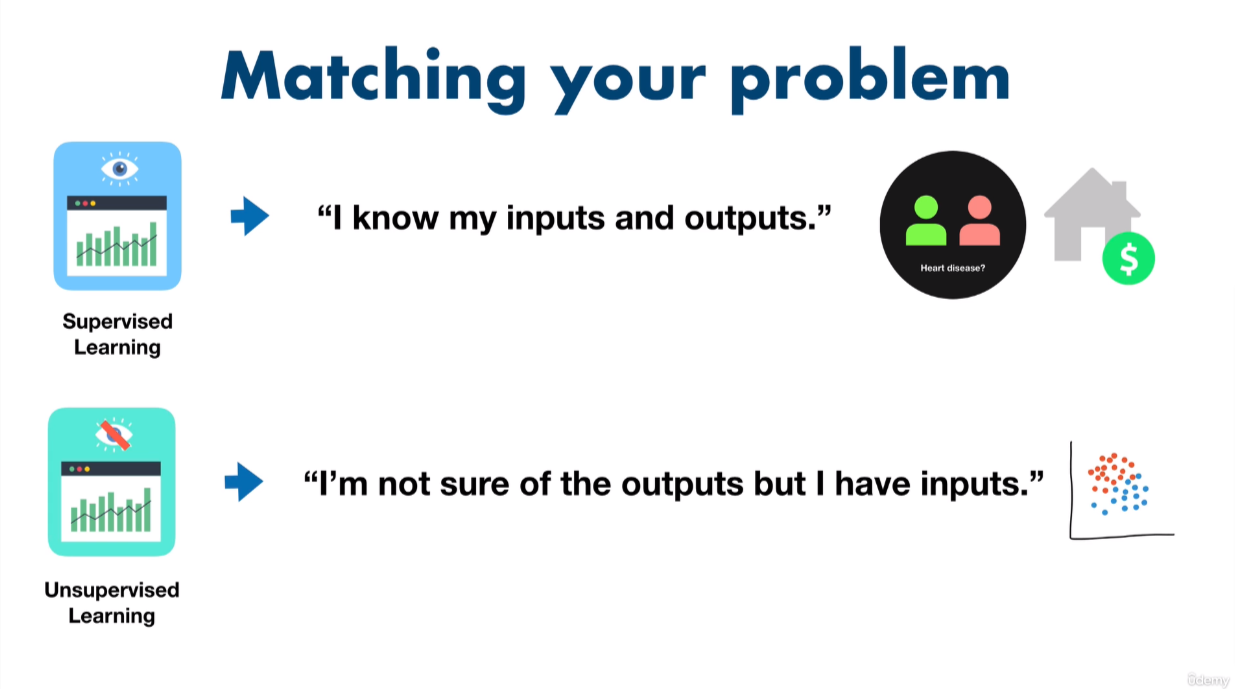 Matching your problem
“I know my inputs and outputs.”
Heart disease?
$
Supervised
Learning
“I’m not sure of the outputs but I have inputs.”
Unsupervised
Learning
ûdemy